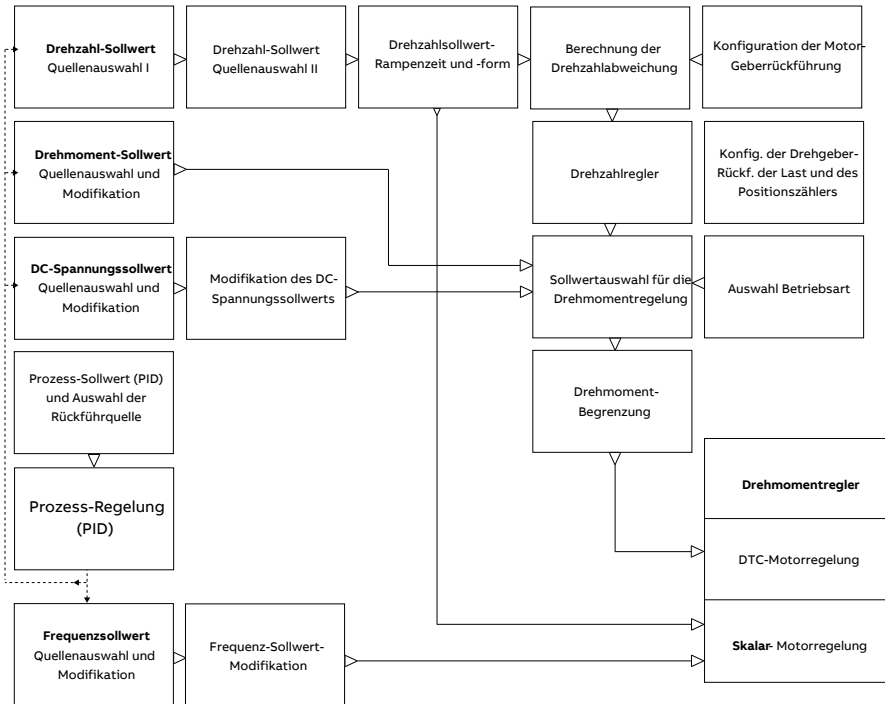 Drehzahl-Sollwert
Quellenauswahl I
Drehzahl-Sollwert
Quellenauswahl II
Drehzahlsollwert-
Rampenzeit und -form
Berechnung der
Drehzahlabweichung
Konfiguration der Motor-
Geberrückführung
Drehmoment-Sollwert
Quellenauswahl und
Modifikation
Drehzahlregler
Konfig. der Drehgeber-
Rückf. der Last und des
Positionszählers
DC-Spannungssollwert
Quellenauswahl und
Modifikation
Modifikation des DC-
Spannungssollwerts
Sollwertauswahl für die
Drehmomentregelung
Auswahl Betriebsart
Prozess-Sollwert (PID)
und Auswahl der
Rückführquelle
Drehmoment-
Begrenzung
Prozess-Regelung
(PID)
Drehmomentregler
DTC-Motorregelung
Frequenzsollwert
Quellenauswahl und
Modifikation
Frequenz-Sollwert-
Modifikation
Skalar- Motorregelung